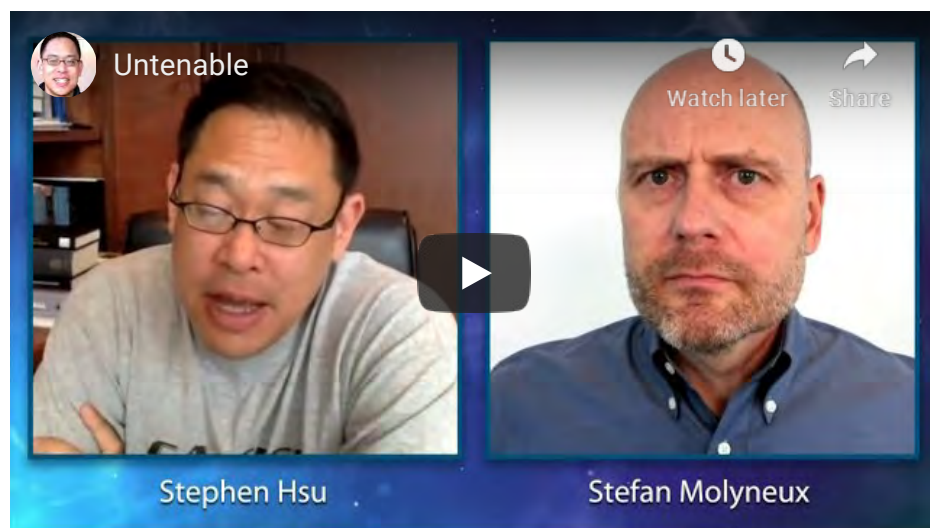 Untenable
Watch later
Share
Stephen Hsu
Stefan Molyneux